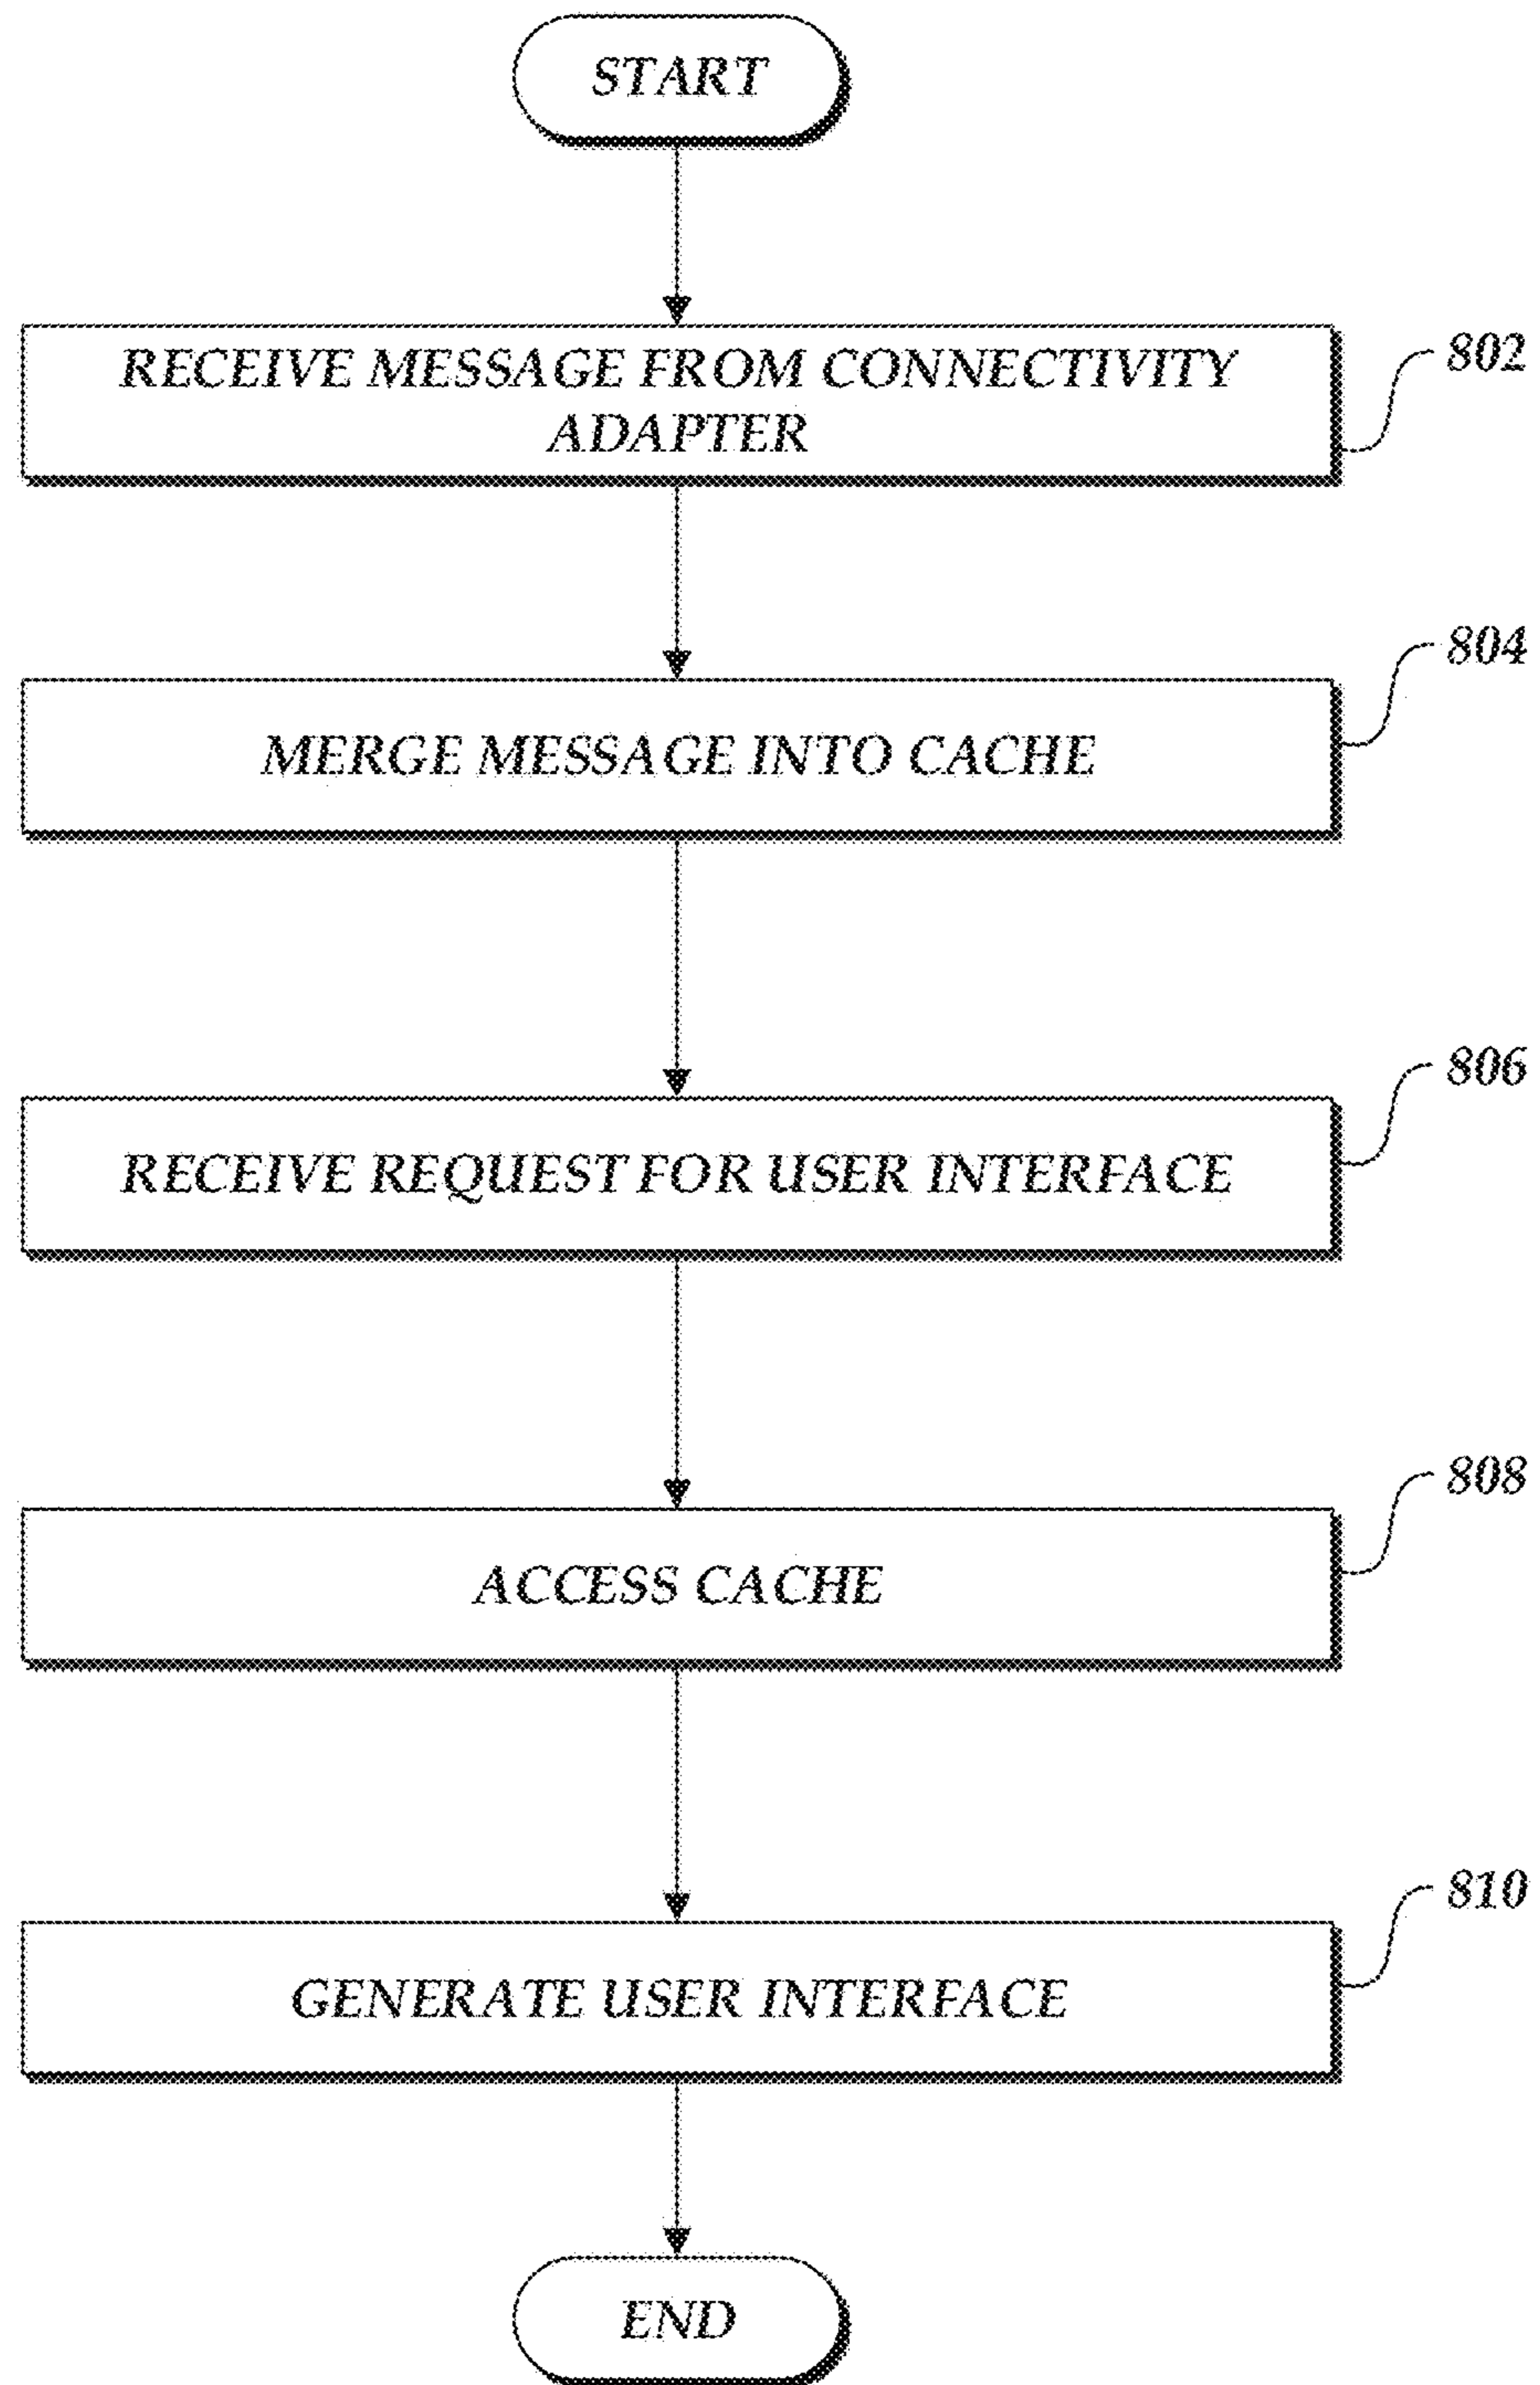 START
RECEIVE MESSAGE FROM CONNECTIVITY
ADAPTER
802
MERGE MESSAGE INTO CACHE
804
RECEIVE REQUEST FOR USER INTERFACE
806
ACCESS CACHE
808
GENERATE USER INTERFACE
810
END